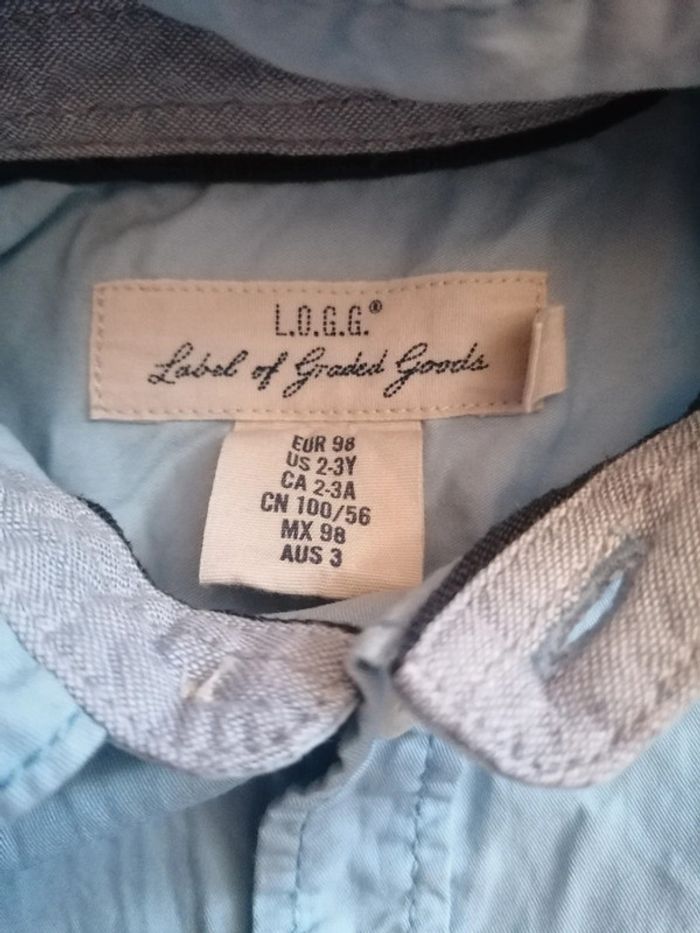 L.O.G.G.®
Label of Graded Goods
EUR 98
US 2-3Y
CA 2-3A
CN 100/56
MX 98
AUS 3